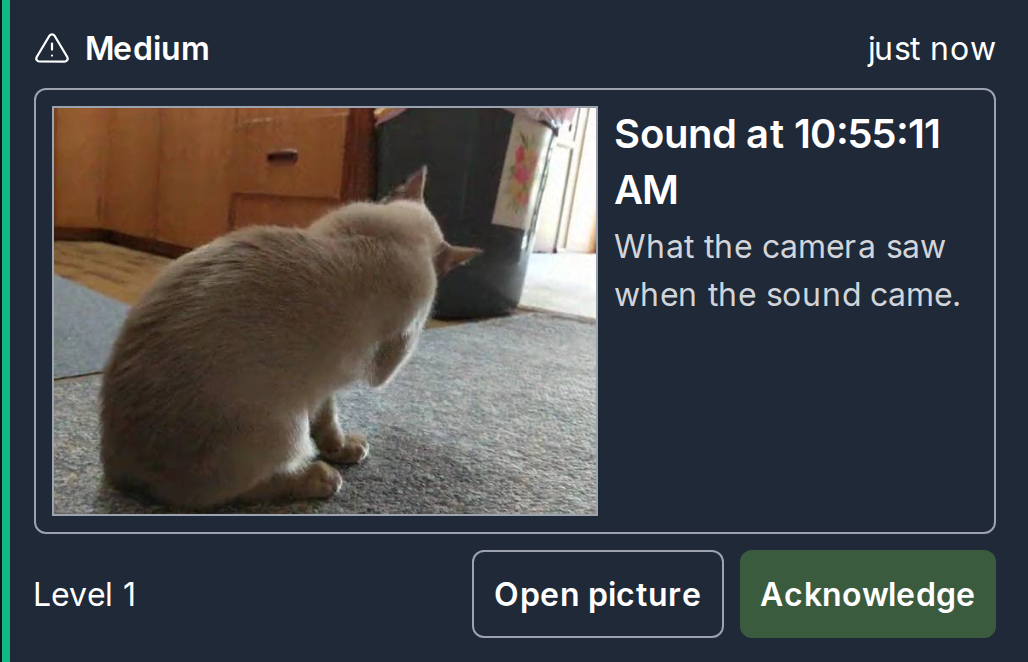 Medium
just now
Sound at 10:55:11
AM
What the camera saw
when the sound came.
Level 1
Open picture
Acknowledge